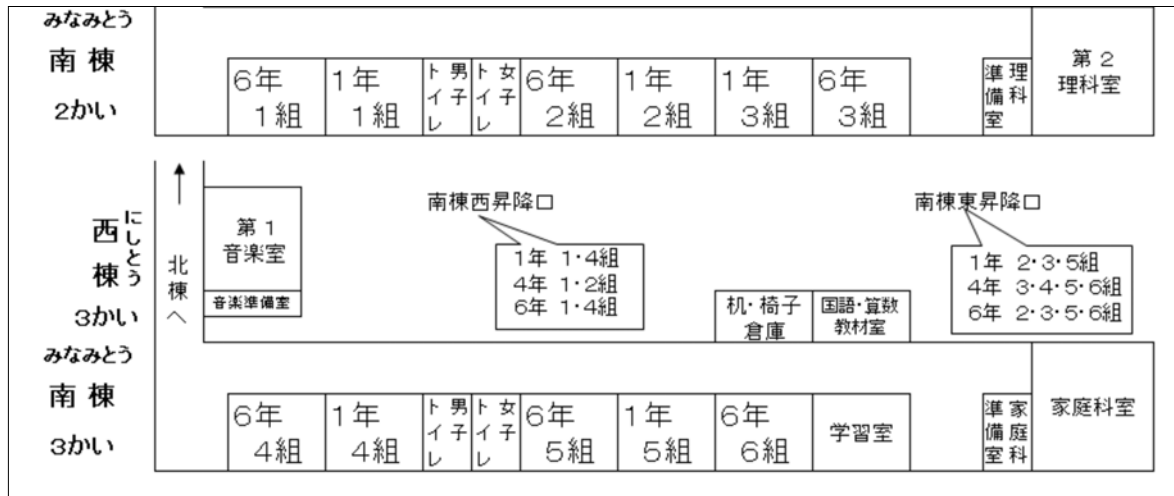 みなみとう
南棟
2かい
6年
1組
1年
1組
男子
トイレ
女子
トイレ
6年
2組
1年
2組
1年
3組
6年
3組
理科
準備室
第2
理科室
にしとう
西棟
3かい
北棟へ
第1
音楽室
音楽準備室
南棟西昇降口
1年 1・4組
4年 1・2組
6年 1・4組
南棟東昇降口
1年 2・3・5組
4年 3・4・5・6組
6年 2・3・5・6組
机・椅子
倉庫
国語・算数
教材室
みなみとう
南棟
3かい
6年
4組
1年
4組
男子
トイレ
女子
トイレ
6年
5組
1年
5組
6年
6組
学習室
家庭科
準備室
家庭科室